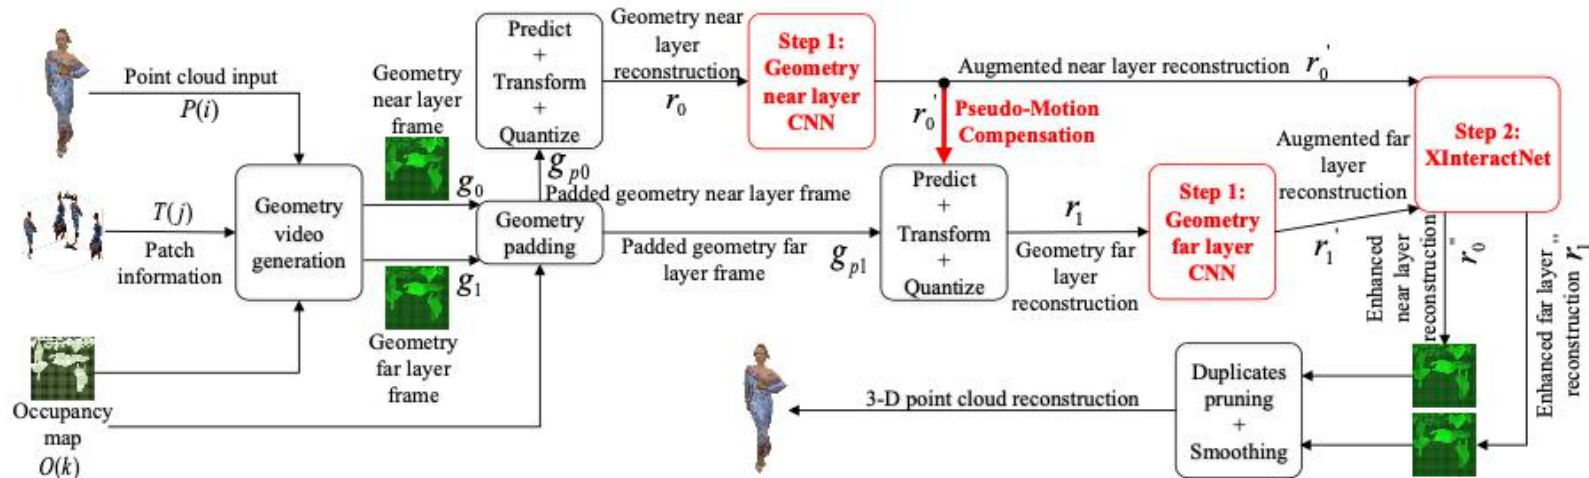 Point cloud input
P(i)
T(j)
Patch
information
Occupancy
map
O(k)
Geometry
video
generation
Geometry
near layer
frame
g0
g1
Geometry
far layer
frame
Predict
+
Transform
+
Quantize
gp0
Geometry
padding
Padded geometry near layer frame
Padded geometry far
layer frame
gp1
Geometry near
layer
reconstruction
r0
Step 1:
Geometry
near layer
CNN
Augmented near layer reconstruction r0'
r0'
Pseudo-Motion
Compensation
Predict
+
Transform
+
Quantize
r1
Geometry far
layer
reconstruction
Step 1:
Geometry
far layer
CNN
Augmented far
layer
reconstruction
r1'
Step 2:
XInteractNet
Enhanced
near layer
reconstruction
r0''
Enhanced far layer
reconstruction r1''
Duplicates
pruning
+
Smoothing
3-D point cloud reconstruction